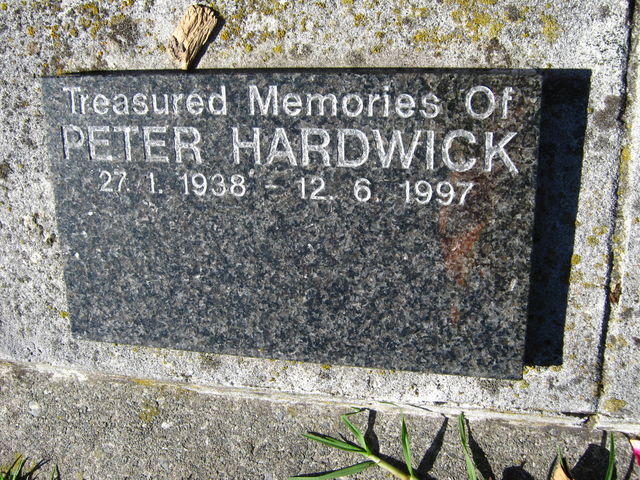 Treasured Memories Of
PETER HARDWICK
27. 1. 1938 - 12. 6. 1997